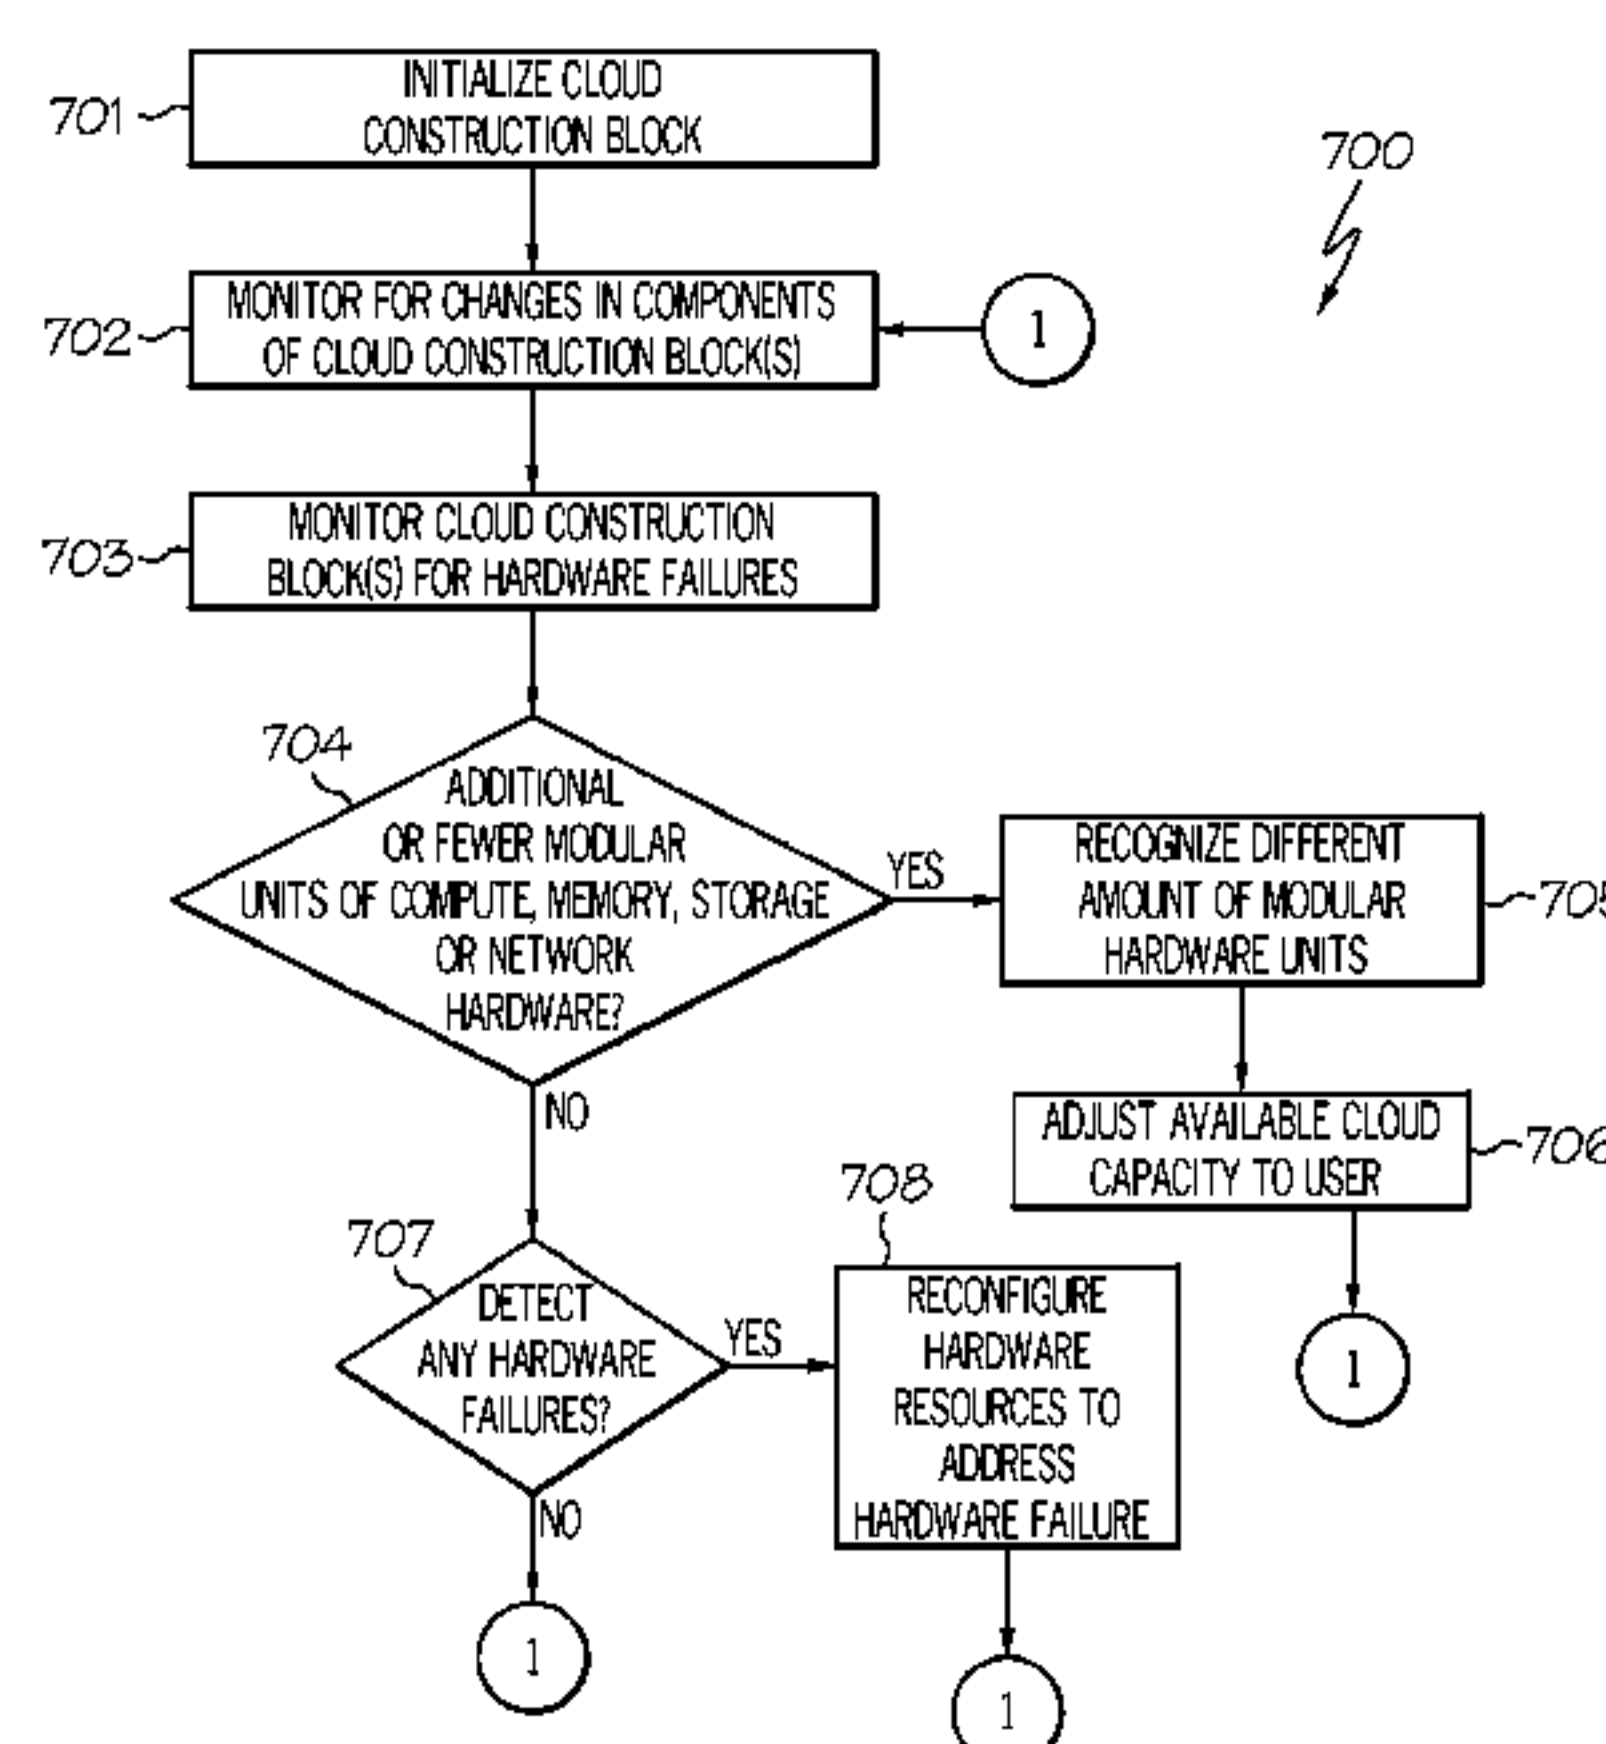 701
INITIALIZE CLOUD
CONSTRUCTION BLOCK
700
702
MONITOR FOR CHANGES IN COMPONENTS
OF CLOUD CONSTRUCTION BLOCK(S)
1
703
MONITOR CLOUD CONSTRUCTION
BLOCK(S) FOR HARDWARE FAILURES
704
ADDITIONAL
OR FEWER MODULAR
UNITS OF COMPUTE, MEMORY, STORAGE
OR NETWORK
HARDWARE?
YES
RECOGNIZE DIFFERENT
AMOUNT OF MODULAR
HARDWARE UNITS
705
NO
ADJUST AVAILABLE CLOUD
CAPACITY TO USER
706
1
707
DETECT
ANY HARDWARE
FAILURES?
YES
708
RECONFIGURE
HARDWARE
RESOURCES TO
ADDRESS
HARDWARE FAILURE
NO
1
1